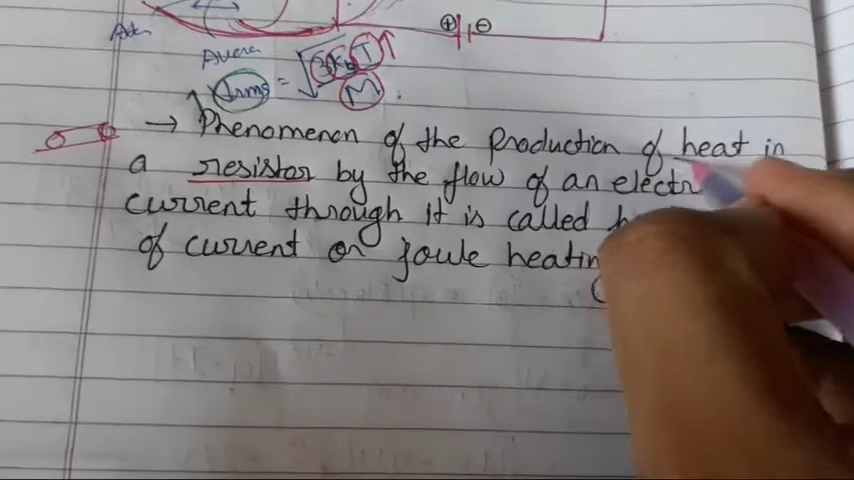 ⊕ ⊖
Avera
Vrms = √3KbT/M
→ Phenomenon of the production of heat in
a resistor by the flow of an electr
current through it is called h
of current or joule heatin
(